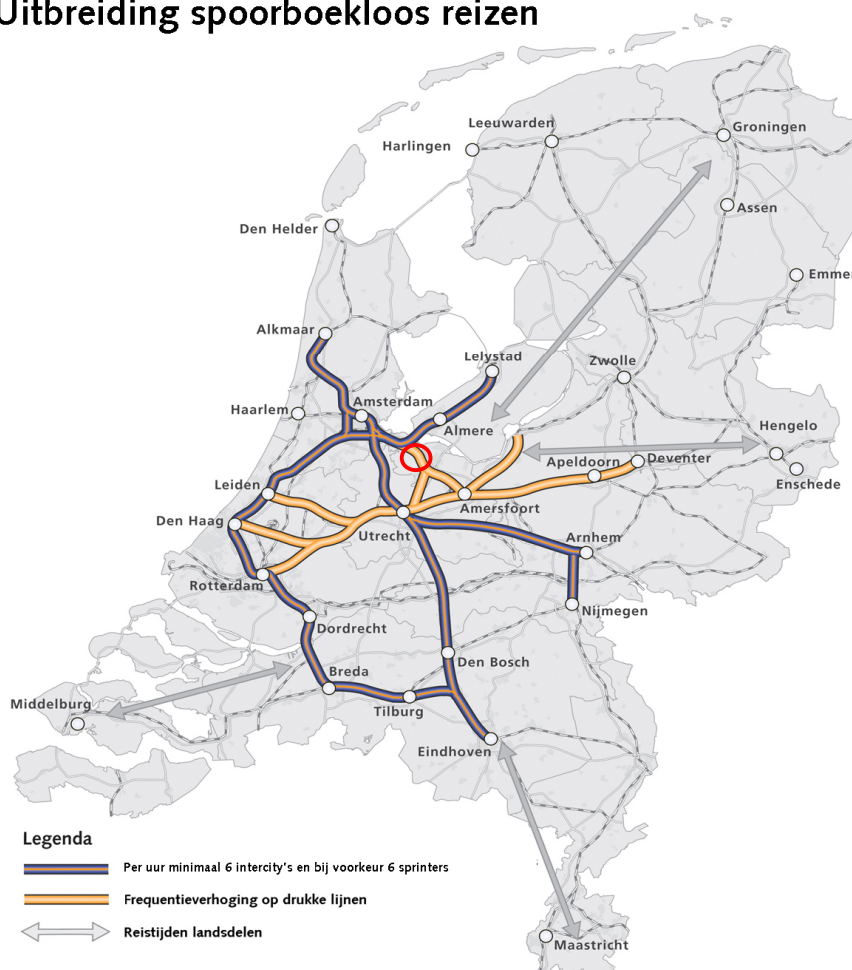 Uitbreiding spoorboekloos reizen
Leeuwarden
Groningen
Harlingen
Assen
Den Helder
Emme
Alkmaar
Lelystad
Zwolle
Haarlem
Amsterdam
Almere
Hengelo
Apeldoorn
Deventer
Enschede
Leiden
Amersfoort
Den Haag
Utrecht
Arnhem
Rotterdam
Nijmegen
Dordrecht
Den Bosch
Breda
Middelburg
Tilburg
Eindhoven
Legenda
Per uur minimaal 6 intercity's en bij voorkeur 6 sprinters
Frequentieverhoging op drukke lijnen
Reistijden landsdelen
Maastricht